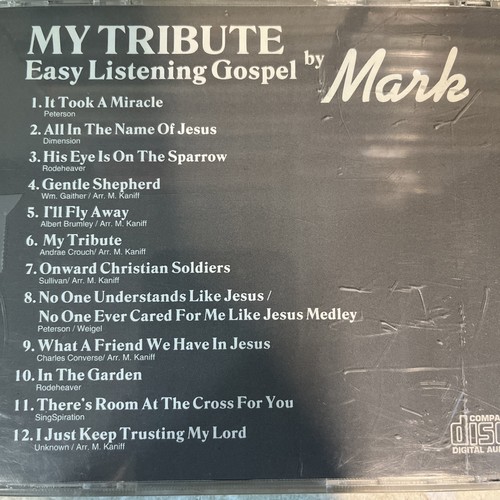 MY TRIBUTE
Easy Listening Gospel by Mark
1. It Took A Miracle
Peterson
2. All In The Name Of Jesus
Dimension
3. His Eye Is On The Sparrow
Rodeheaver
4. Gentle Shepherd
Wm. Gaither/ Arr. M. Kaniff
5. I'll Fly Away
Albert Brumley / Arr. M. Kaniff
6. My Tribute
Andrae Crouch/ Arr. M. Kaniff
7. Onward Christian Soldiers
Sullivan/ Arr. M. Kaniff
8. No One Understands Like Jesus /
No One Ever Cared For Me Like Jesus Medley
Peterson / Weigel
9. What A Friend We Have In Jesus
Charles Converse/ Arr. M. Kaniff
10. In The Garden
Rodeheaver
11. There's Room At The Cross For You
SingSpiration
12. I Just Keep Trusting My Lord
Unknown / Arr. M. Kaniff
COMPA
disc
DIGITAL AUD